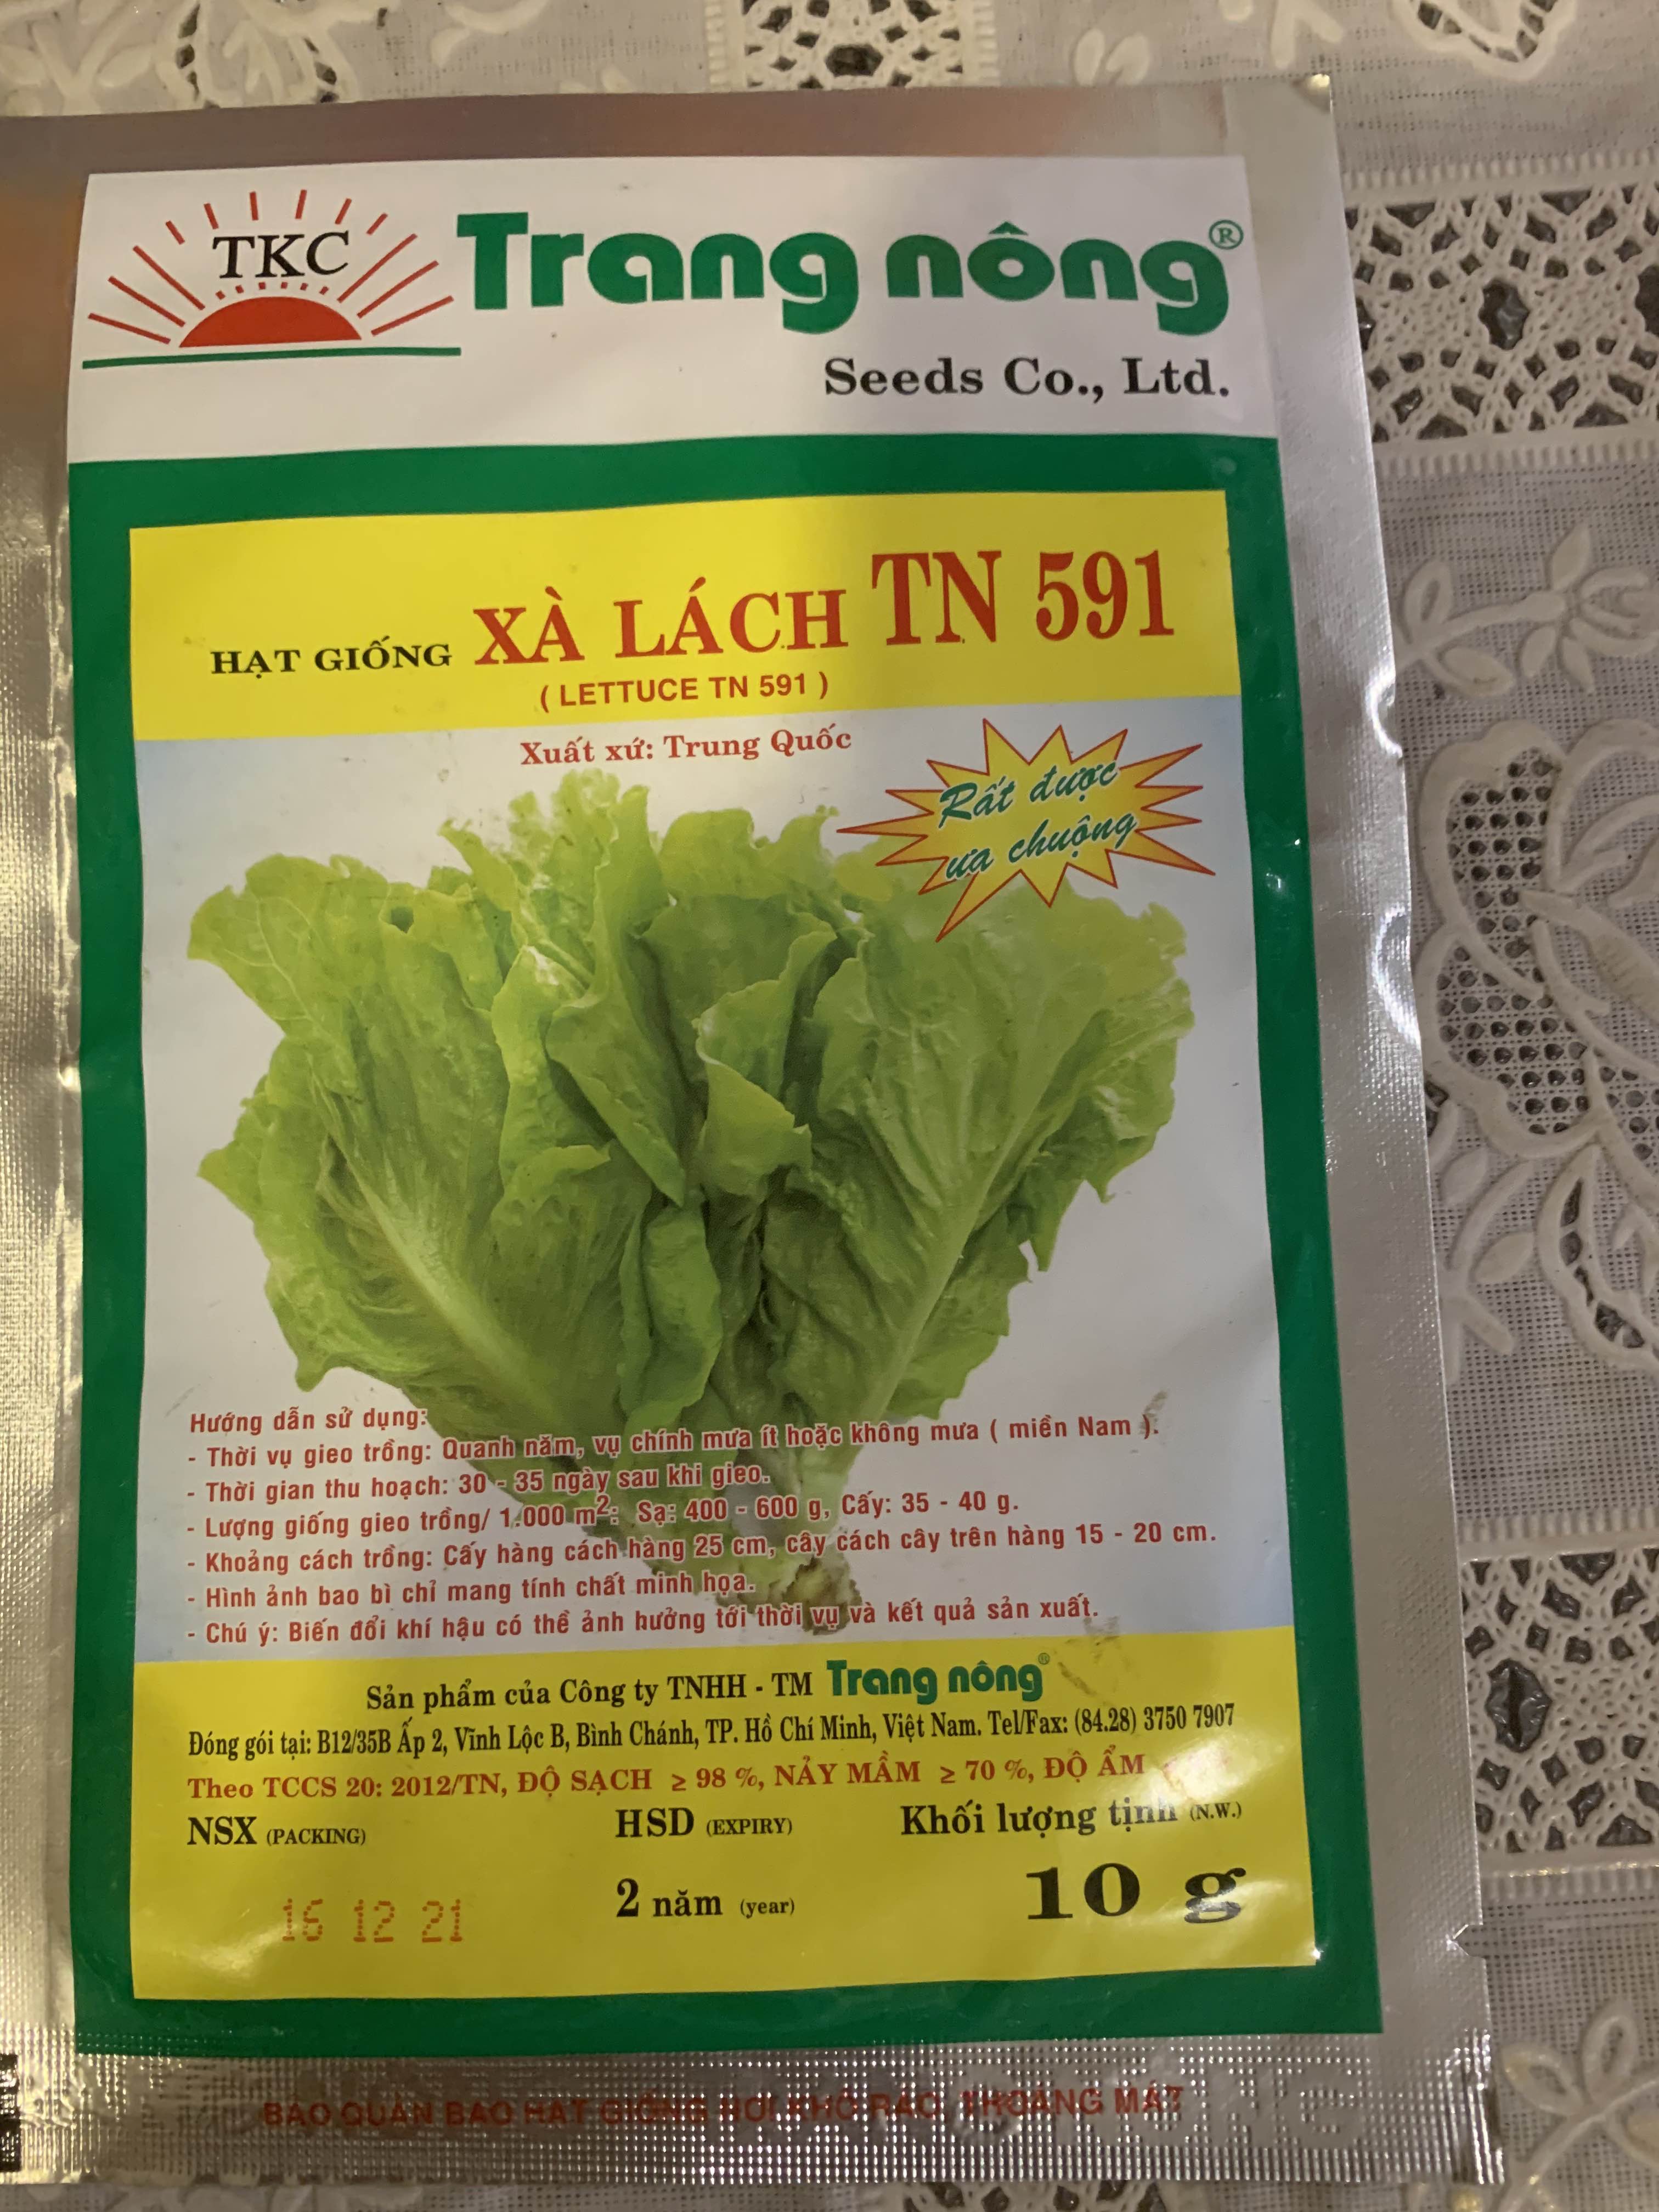 TKC
Trang nông®
Seeds Co., Ltd.
HẠT GIỐNG XÀ LÁCH TN 591
( LETTUCE TN 591 )
Xuất xứ: Trung Quốc
Rất được
ưa chuộng
Hướng dẫn sử dụng:
- Thời vụ gieo trồng: Quanh năm, vụ chính mưa ít hoặc không mưa ( miền Nam ).
- Thời gian thu hoạch: 30 - 35 ngày sau khi gieo.
- Lượng giống gieo trồng/ 1.000 m²: Sạ: 400 - 600 g, Cấy: 35 - 40 g.
- Khoảng cách trồng: Cấy hàng cách hàng 25 cm, cây cách cây trên hàng 15 - 20 cm.
- Hình ảnh bao bì chỉ mang tính chất minh họa.
- Chú ý: Biến đổi khí hậu có thể ảnh hưởng tới thời vụ và kết quả sản xuất.
Sản phẩm của Công ty TNHH - TM Trang nông®
Đóng gói tại: B12/35B Ấp 2, Vĩnh Lộc B, Bình Chánh, TP. Hồ Chí Minh, Việt Nam. Tel/Fax: (84.28) 3750 7907
Theo TCCS 20: 2012/TN, ĐỘ SẠCH ≥ 98 %, NẢY MẦM ≥ 70 %, ĐỘ ẨM
NSX (PACKING) HSD (EXPIRY) Khối lượng tịnh (N.W.)
16 12 21 2 năm (year) 10 g
BẢO QUẢN BAO HẠT GIỐNG NƠI KHÔ RÁO, THOÁNG MÁT